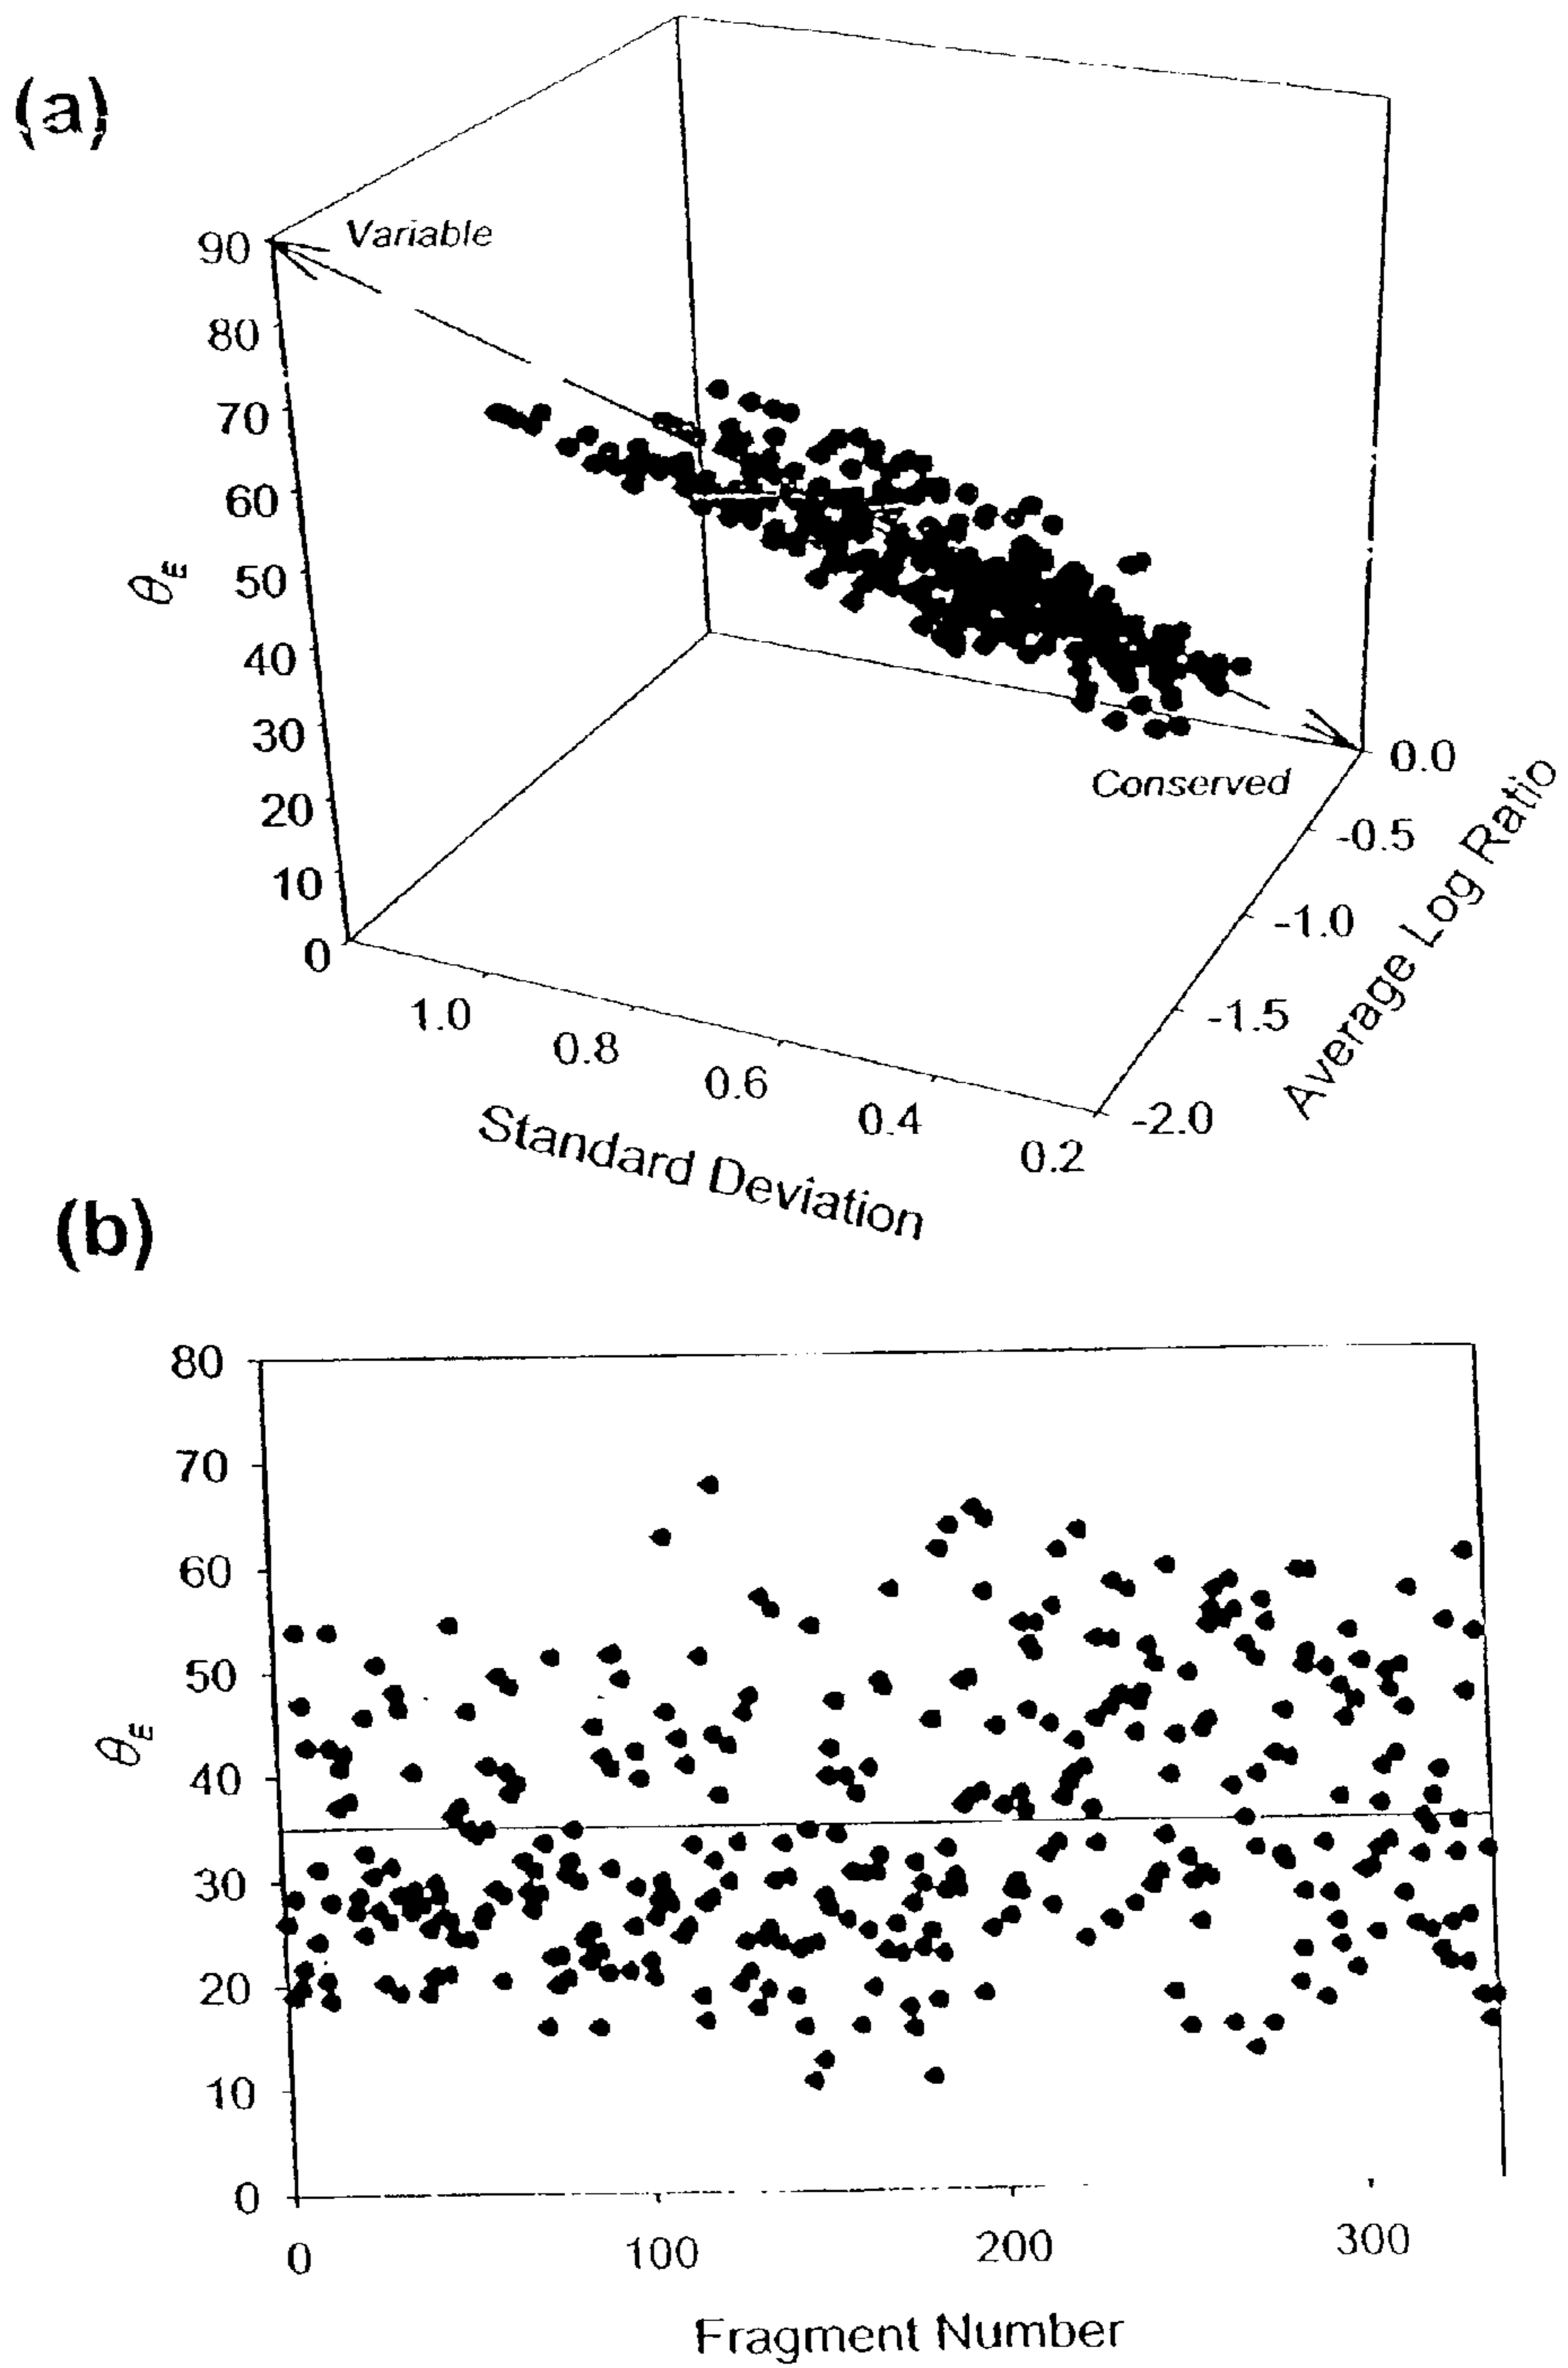 (a)
Variable
90
80
70
60
50
40
30
20
10
0
θE
Conserved
0.0
-0.5
-1.0
-1.5
-2.0
Average Log Ratio
1.0
0.8
0.6
0.4
0.2
Standard Deviation
(b)
80
70
60
50
40
30
20
10
0
θE
0 100 200 300
Fragment Number